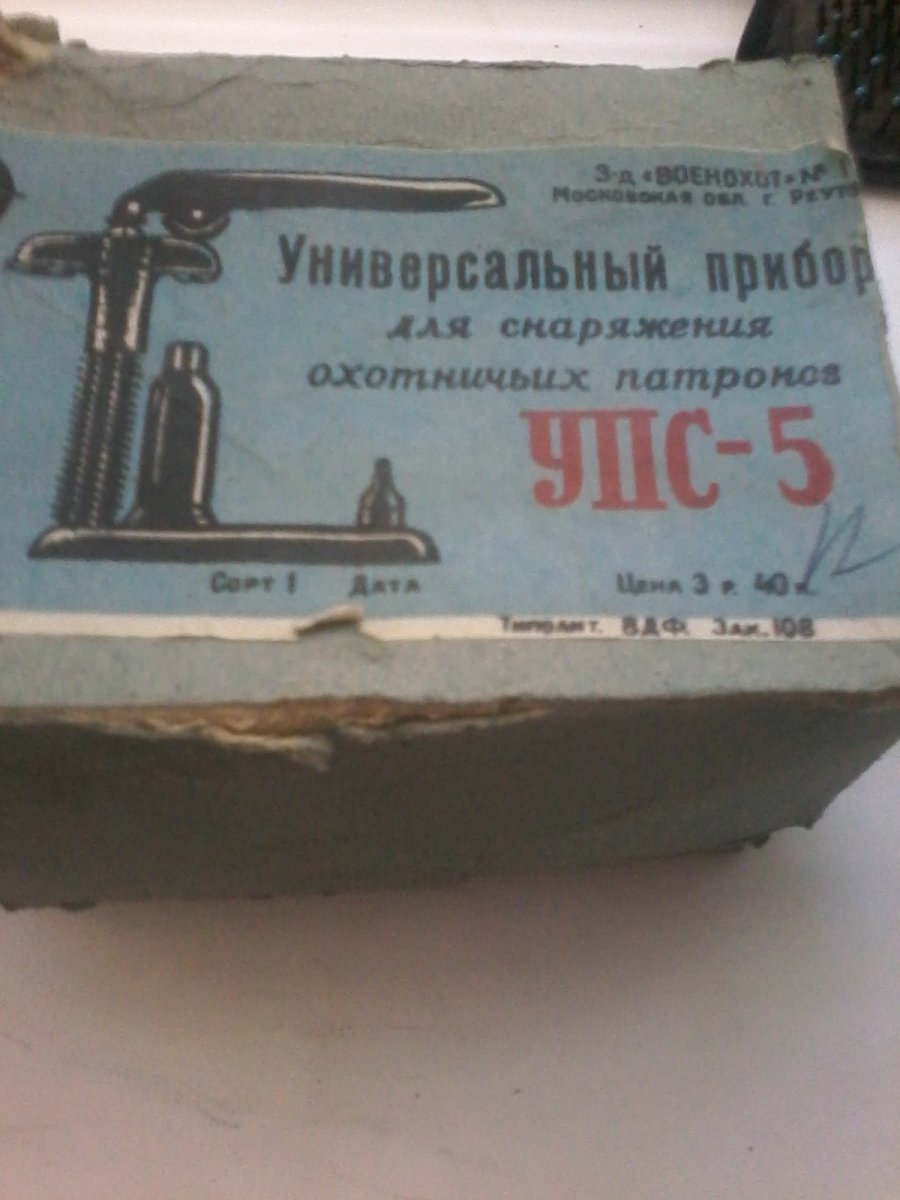 З-д «ВОЕНОХОТ» №
Московская обл. г.
Универсальный прибор
для снаряжения
охотничьих патронов
УПС-5
Сорт 1 Дата
Цена 3 р. 40 к.
Типолит. ВДФ. Зак. 108